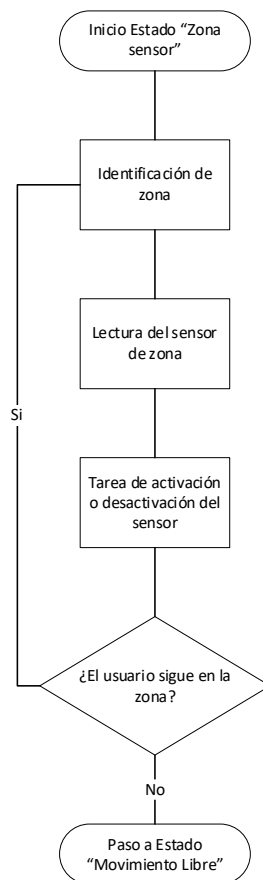 Inicio Estado “Zona
sensor”
Identificación de
zona
Lectura del sensor
de zona
Si
Tarea de activación
o desactivación del
sensor
¿El usuario sigue en la
zona?
No
Paso a Estado
“Movimiento Libre”